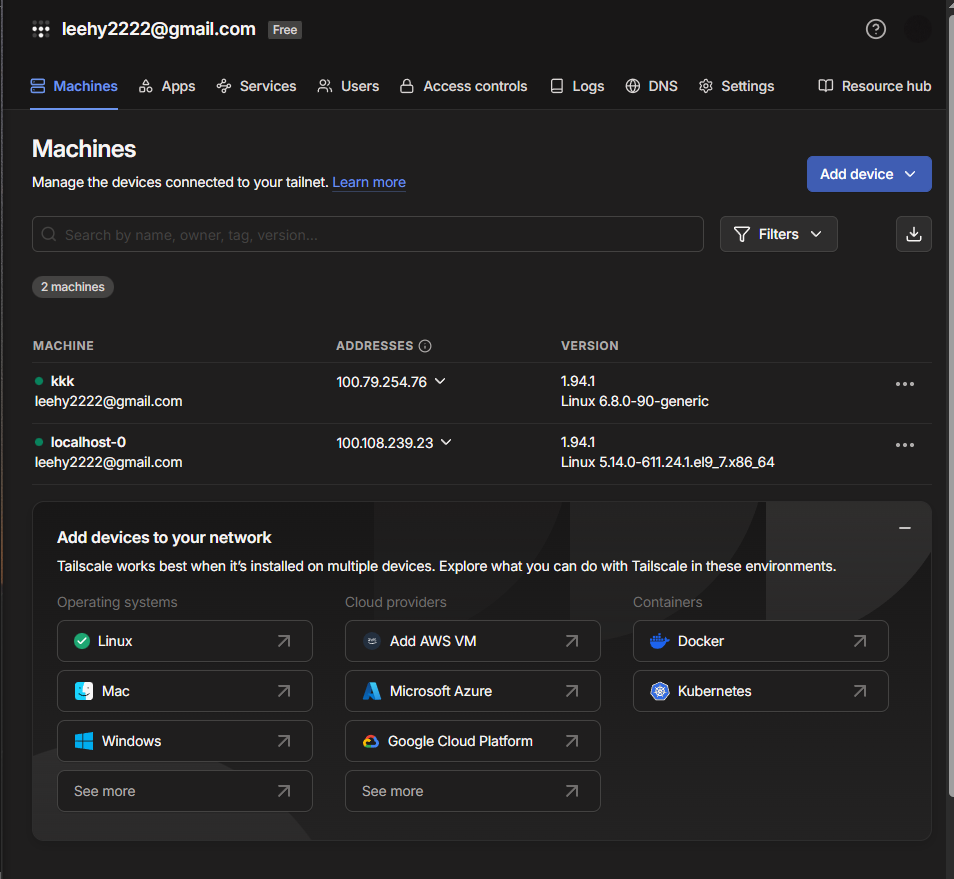 leehy2222@gmail.com Free
Machines Apps Services Users Access controls Logs DNS Settings Resource hub
Machines
Manage the devices connected to your tailnet. Learn more
Add device
Search by name, owner, tag, version...
Filters
2 machines
MACHINE ADDRESSES VERSION
kkk 100.79.254.76 1.94.1
leehy2222@gmail.com Linux 6.8.0-90-generic
localhost-0 100.108.239.23 1.94.1
leehy2222@gmail.com Linux 5.14.0-611.24.1.el9_7.x86_64
Add devices to your network
Tailscale works best when it’s installed on multiple devices. Explore what you can do with Tailscale in these environments.
Operating systems Cloud providers Containers
Linux Add AWS VM Docker
Mac Microsoft Azure Kubernetes
Windows Google Cloud Platform
See more See more